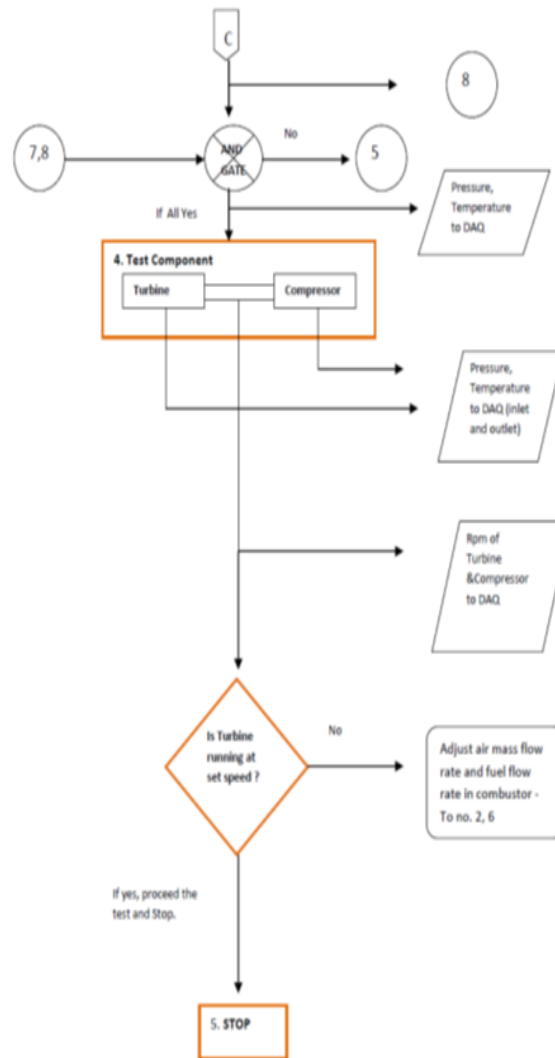 C
8
7,8
AND
GATE
No
5
If All Yes
Pressure,
Temperature
to DAQ
4. Test Component
Turbine
Compressor
Pressure,
Temperature
to DAQ (inlet
and outlet)
Rpm of
Turbine
&Compressor
to DAQ
Is Turbine
running at
set speed ?
No
Adjust air mass flow
rate and fuel flow
rate in combustor -
To no. 2, 6
If yes, proceed the
test and Stop.
5. STOP